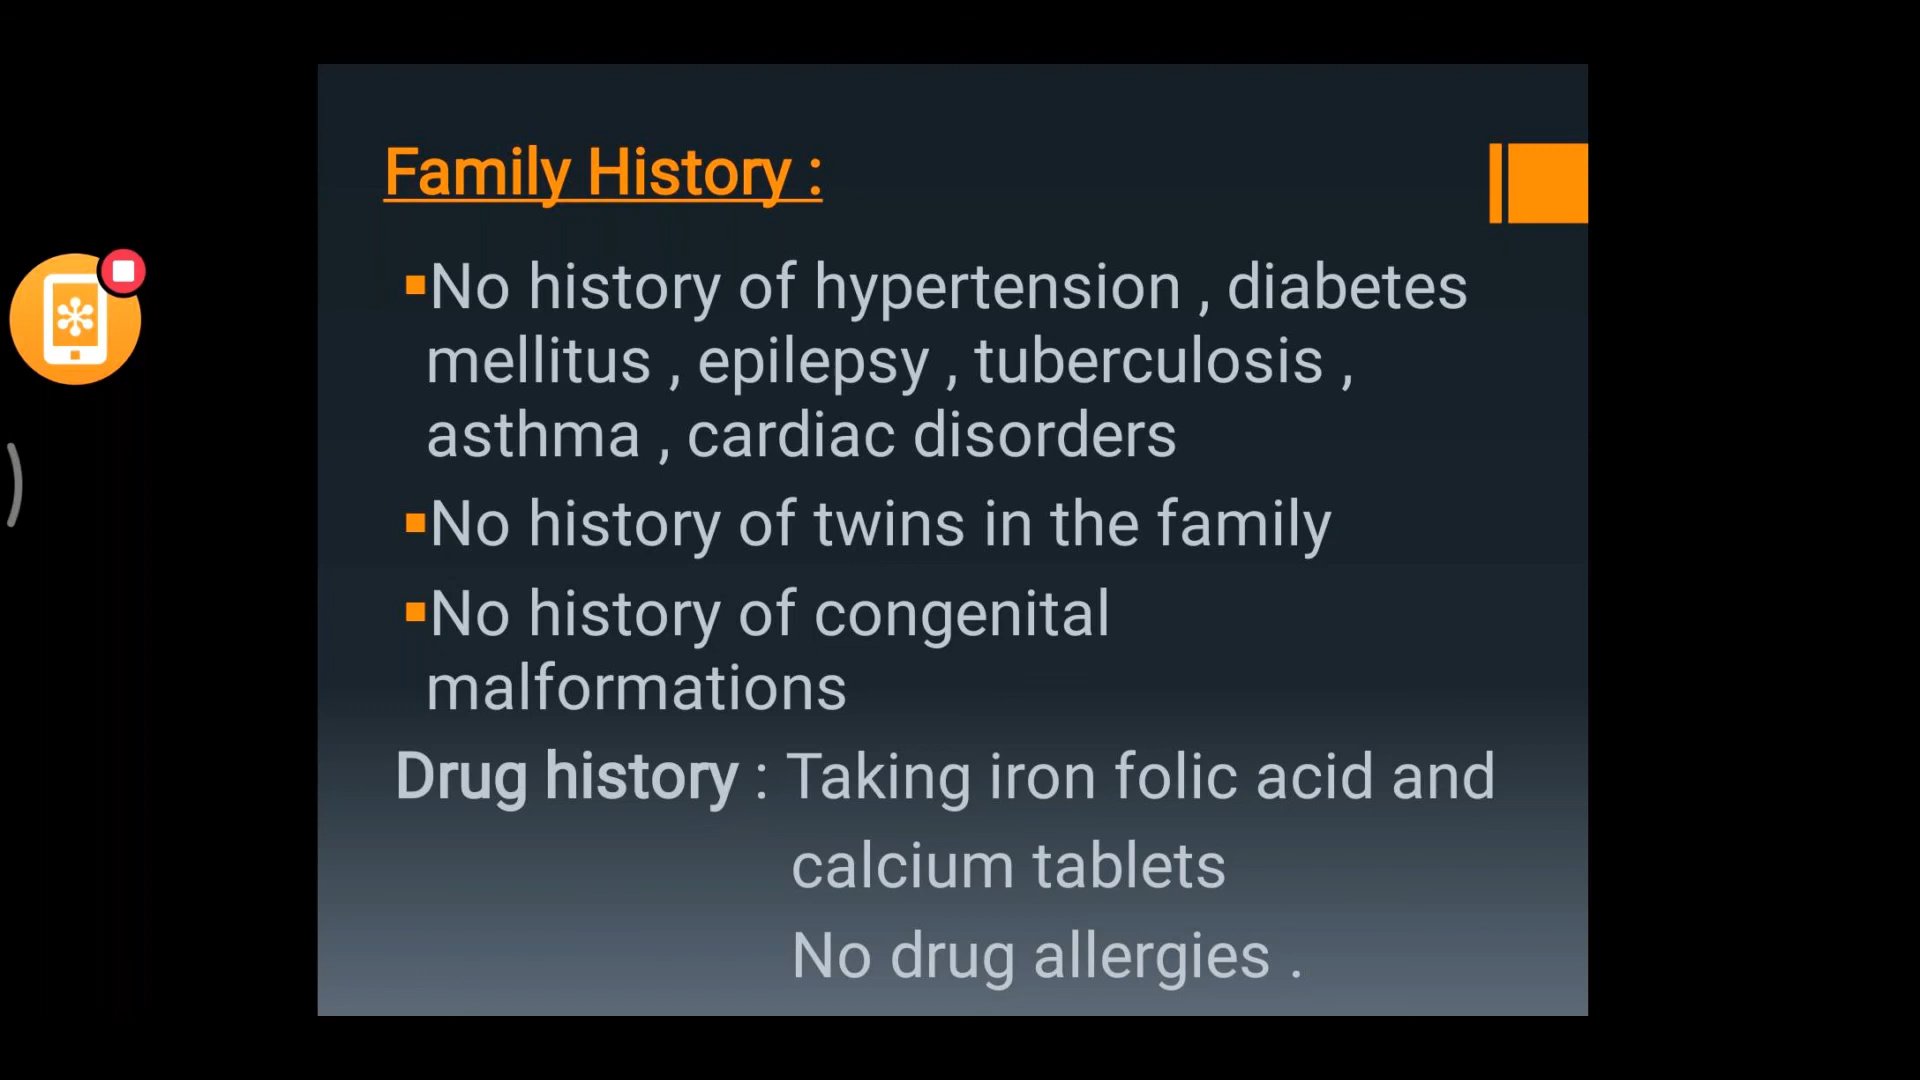 Family History :
▪No history of hypertension , diabetes
mellitus , epilepsy , tuberculosis ,
asthma , cardiac disorders
▪No history of twins in the family
▪No history of congenital
malformations
Drug history : Taking iron folic acid and
calcium tablets
No drug allergies .